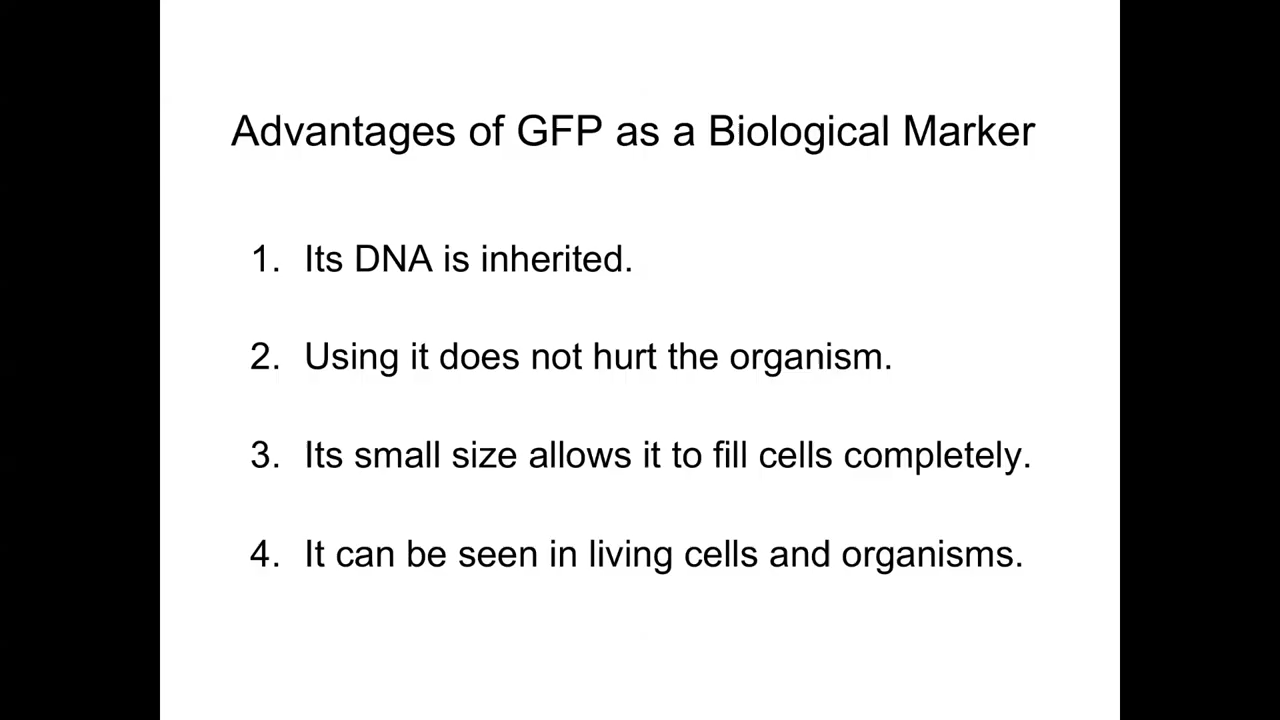 Advantages of GFP as a Biological Marker
1. Its DNA is inherited.
2. Using it does not hurt the organism.
3. Its small size allows it to fill cells completely.
4. It can be seen in living cells and organisms.